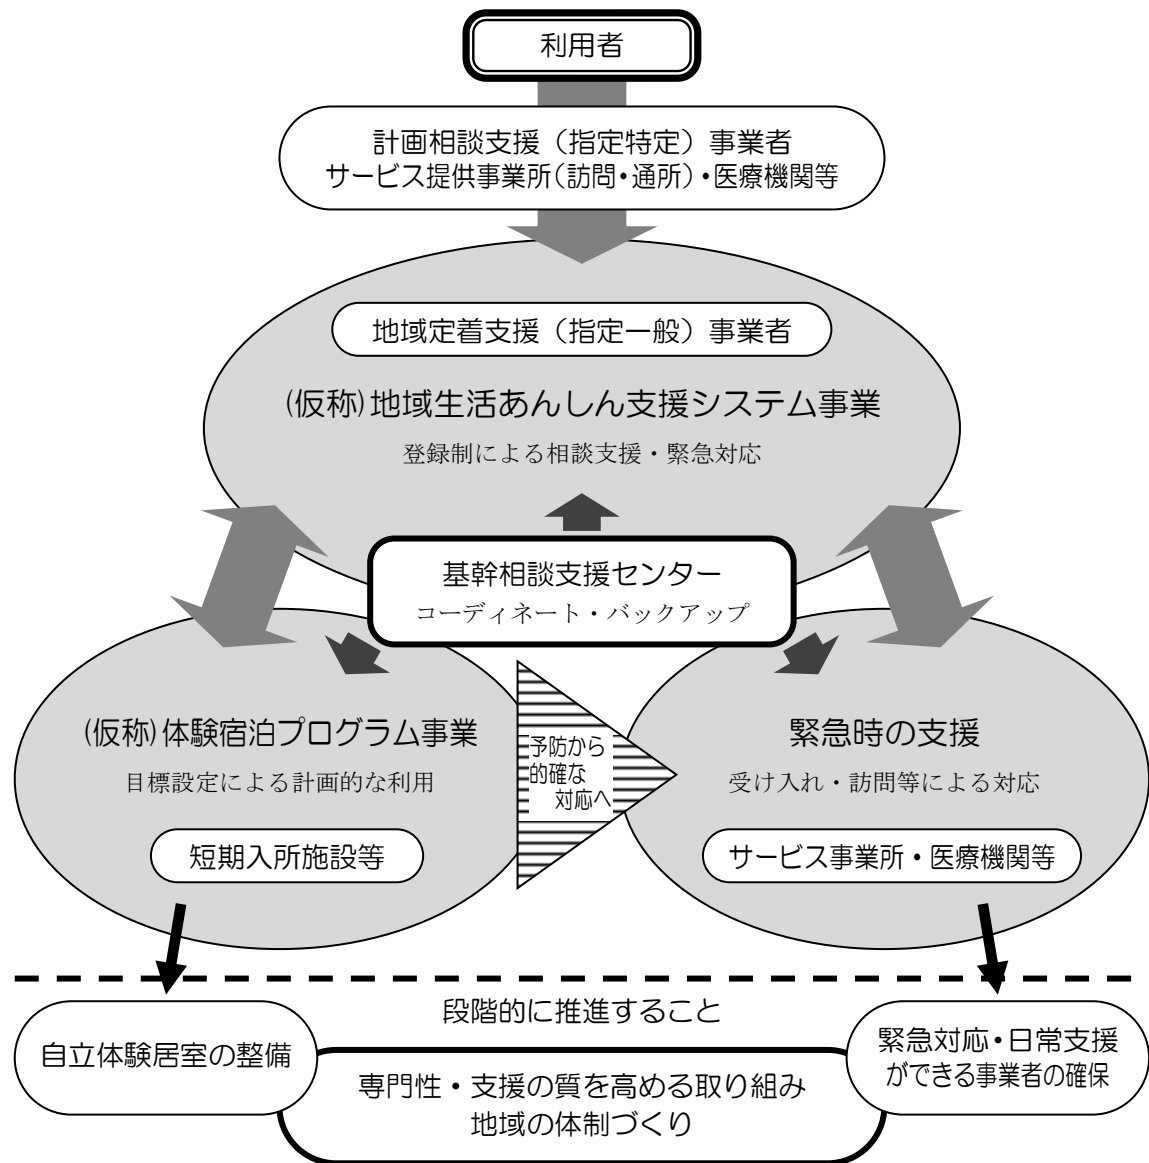 利用者
計画相談支援（指定特定）事業者
サービス提供事業所（訪問・通所）・医療機関等
地域定着支援（指定一般）事業者
(仮称)地域生活あんしん支援システム事業
登録制による相談支援・緊急対応
基幹相談支援センター
コーディネート・バックアップ
(仮称)体験宿泊プログラム事業
目標設定による計画的な利用
短期入所施設等
予防から
的確な
対応へ
緊急時の支援
受け入れ・訪問等による対応
サービス事業所・医療機関等
段階的に推進すること
自立体験居室の整備
専門性・支援の質を高める取り組み
地域の体制づくり
緊急対応・日常支援
ができる事業者の確保